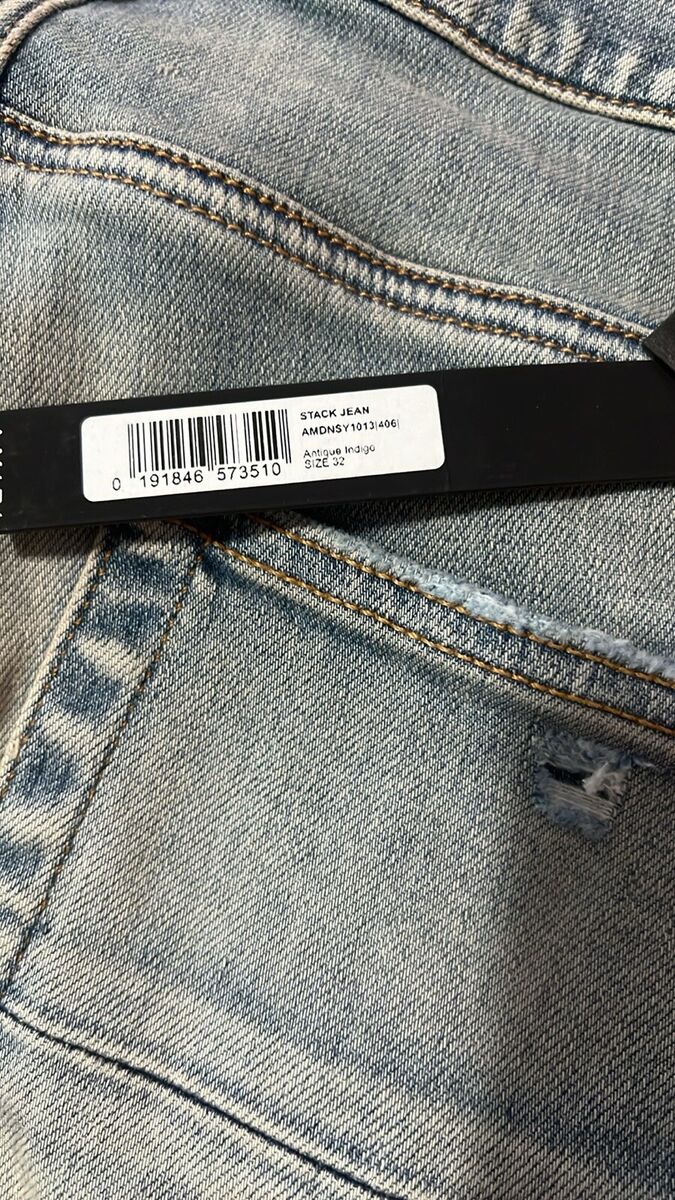 STACK JEAN
AMDNSY1013|406|
Antique Indigo
SIZE 32
0 191846 573510